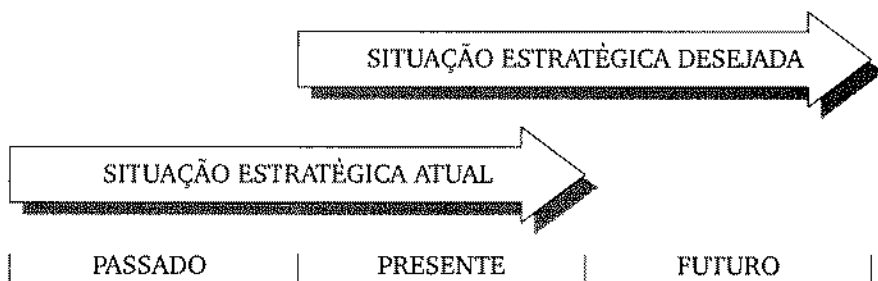 SITUAÇÃO ESTRATÉGICA DESEJADA
SITUAÇÃO ESTRATÉGICA ATUAL
PASSADO PRESENTE FUTURO